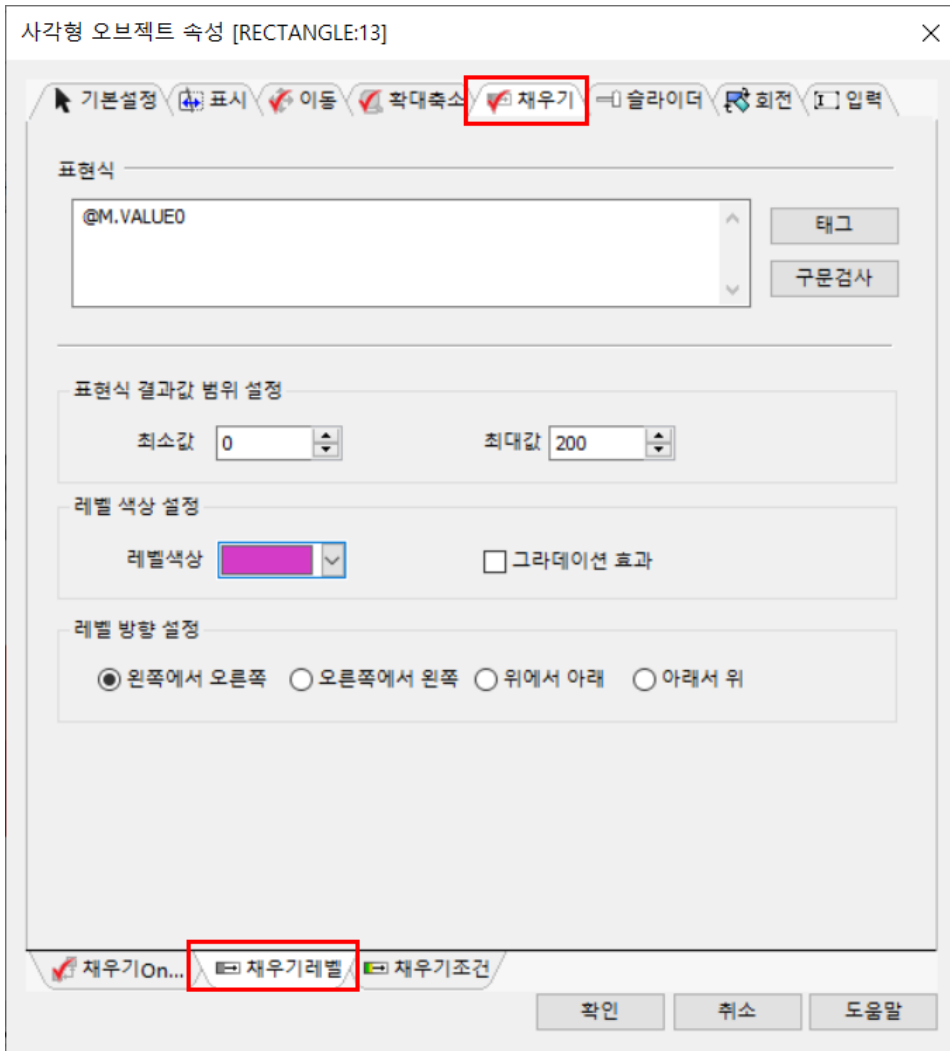 사각형 오브젝트 속성 [RECTANGLE:13]
기본설정 표시 이동 확대축소 채우기 슬라이더 회전 입력
표현식
@M.VALUE0
태그
구문검사
표현식 결과값 범위 설정
최소값 0 최대값 200
레벨 색상 설정
레벨색상 그라데이션 효과
레벨 방향 설정
왼쪽에서 오른쪽 오른쪽에서 왼쪽 위에서 아래 아래서 위
채우기On... 채우기레벨 채우기조건
확인 취소 도움말